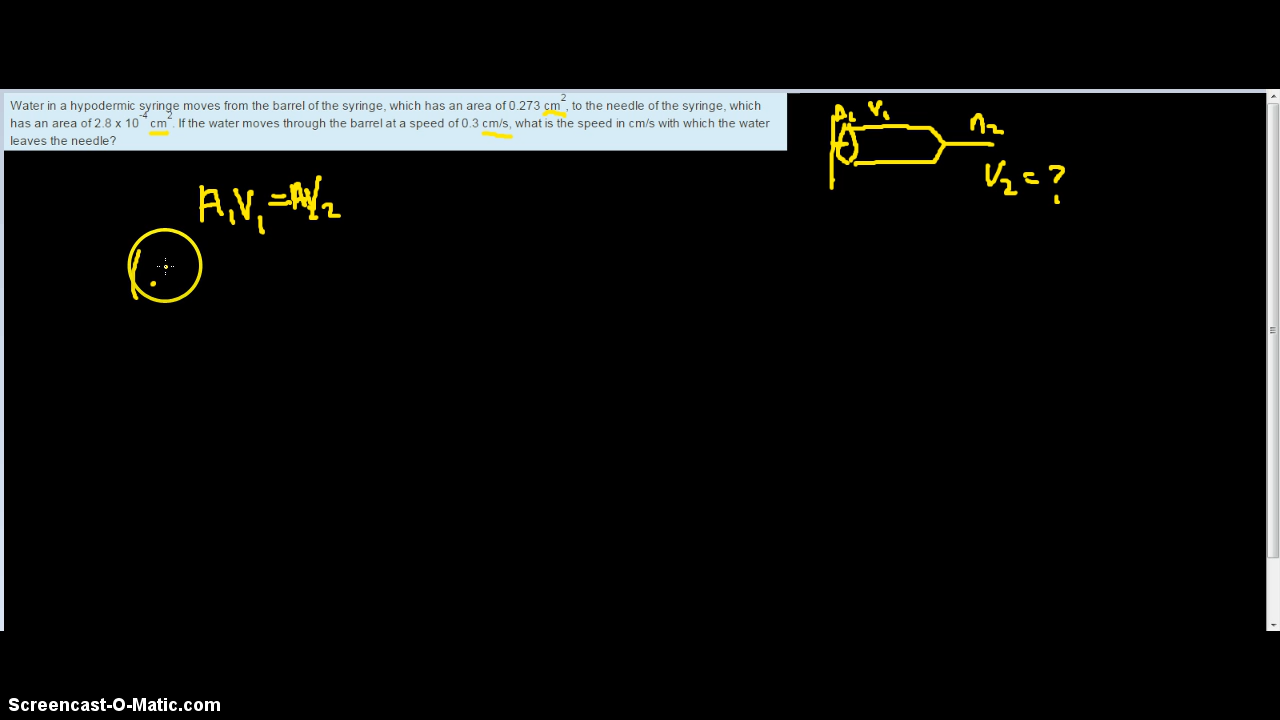 Water in a hypodermic syringe moves from the barrel of the syringe, which has an area of 0.273 cm², to the needle of the syringe, which
has an area of 2.8 x 10⁻⁴ cm². If the water moves through the barrel at a speed of 0.3 cm/s, what is the speed in cm/s with which the water
leaves the needle?
A₁ V₁
A₂
V₂ = ?
A₁V₁ = A₂V₂
Screencast-O-Matic.com